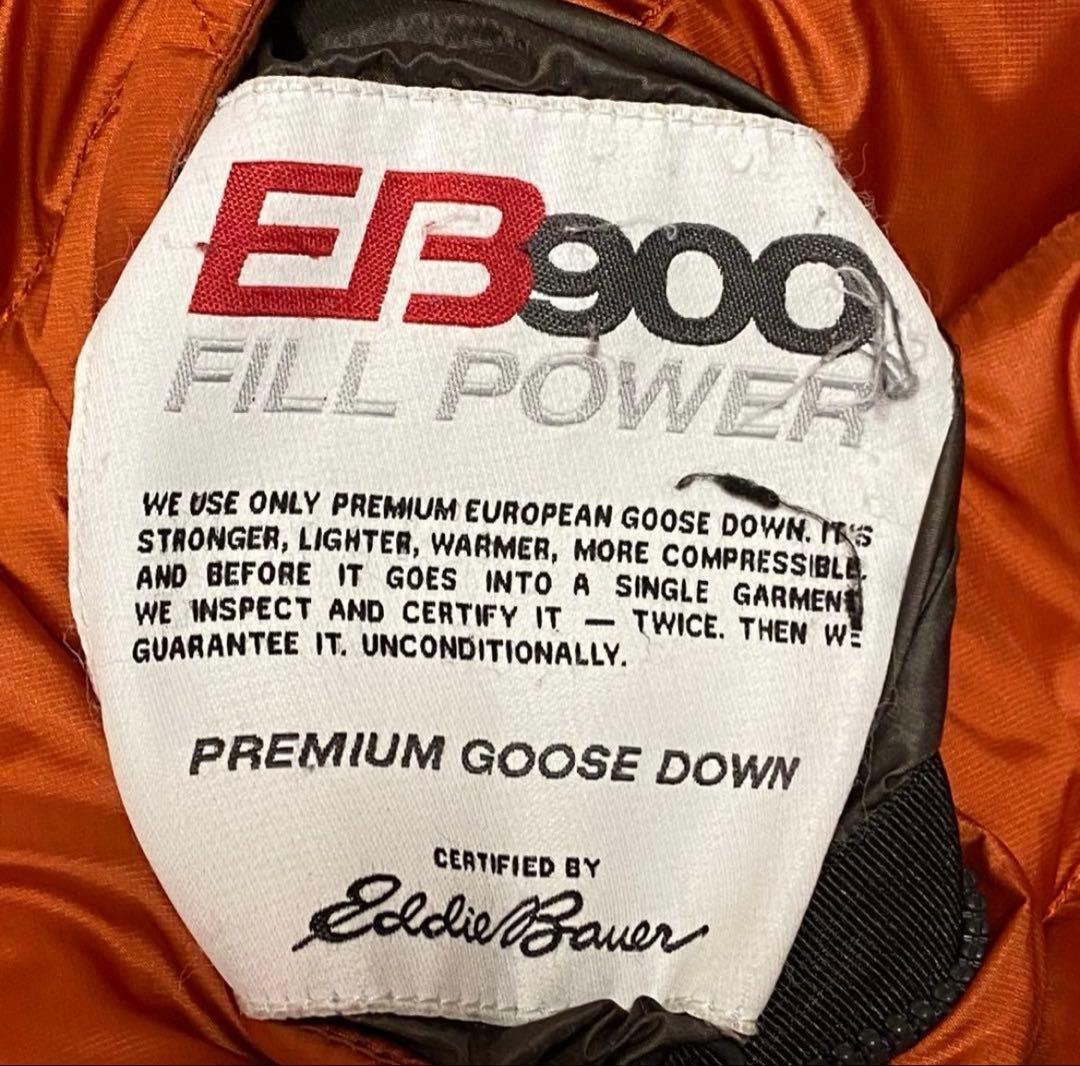 EB900
FILL POWER
WE USE ONLY PREMIUM EUROPEAN GOOSE DOWN. IT'S
STRONGER, LIGHTER, WARMER, MORE COMPRESSIBLE.
AND BEFORE IT GOES INTO A SINGLE GARMENT
WE INSPECT AND CERTIFY IT — TWICE. THEN WE
GUARANTEE IT. UNCONDITIONALLY.
PREMIUM GOOSE DOWN
CERTIFIED BY
Eddie Bauer